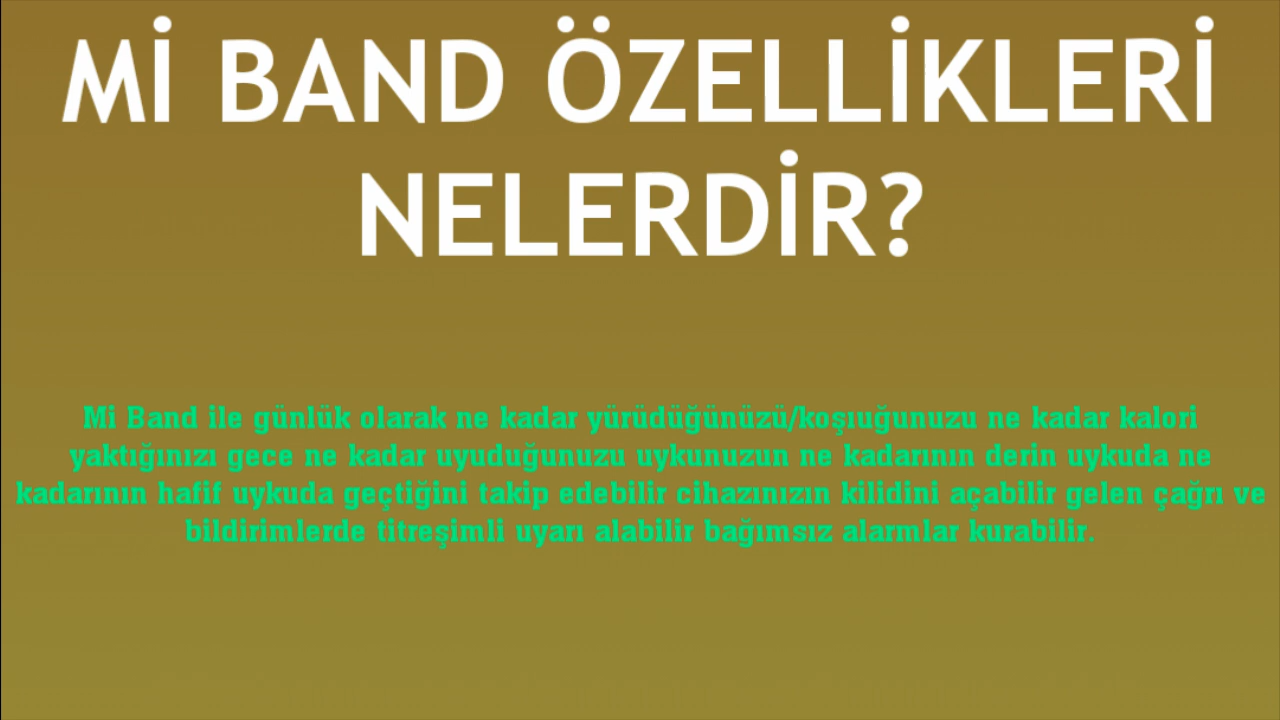 Mİ BAND ÖZELLİKLERİ
NELERDİR?
Mi Band ile günlük olarak ne kadar yürüdüğünüzü/koşıuğunuzu ne kadar kalori
yaktığınızı gece ne kadar uyuduğunuzu uykunuzun ne kadarının derin uykuda ne
kadarının hafif uykuda geçtiğini takip edebilir cihazınızın kilidini açabilir gelen çağrı ve
bildirimlerde titreşimli uyarı alabilir bağımsız alarmlar kurabilir.